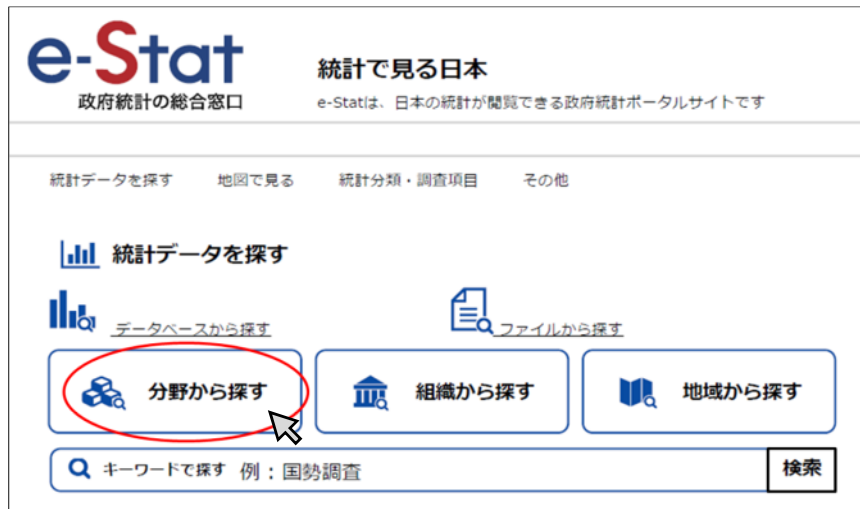 e-Stat
政府統計の総合窓口
統計で見る日本
e-Statは、日本の統計が閲覧できる政府統計ポータルサイトです
統計データを探す 地図で見る 統計分類・調査項目 その他
統計データを探す
データベースから探す ファイルから探す
分野から探す 組織から探す 地域から探す
キーワードで探す 例：国勢調査 検索